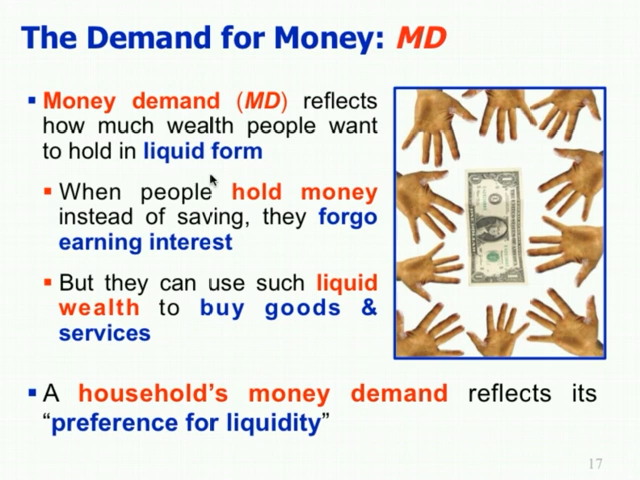 The Demand for Money: MD
▪ Money demand (MD) reflects
how much wealth people want
to hold in liquid form
▪ When people hold money
instead of saving, they forgo
earning interest
▪ But they can use such liquid
wealth to buy goods &
services
▪ A household’s money demand reflects its
“preference for liquidity”
17